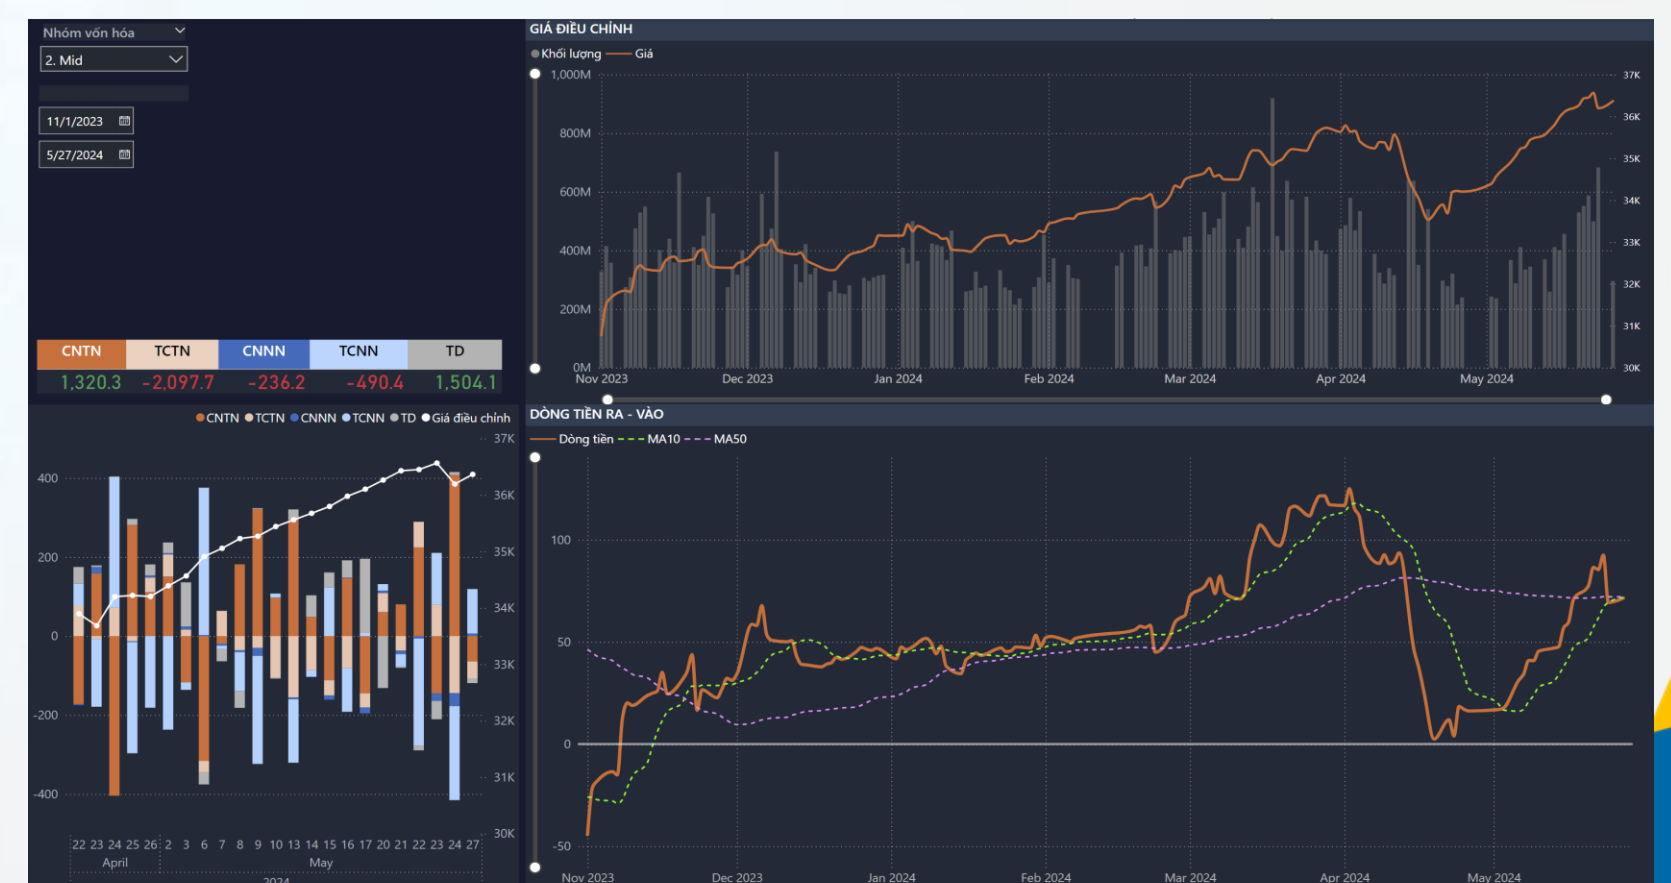 Nhóm vốn hóa
2. Mid
11/1/2023
5/27/2024
CNTN TCTN CNNN TCNN TD
1,320.3 -2,097.7 -236.2 -490.4 1,504.1
GIÁ ĐIỀU CHỈNH
Khối lượng Giá
1,000M
800M
600M
400M
200M
0M
37K
36K
35K
34K
33K
32K
31K
30K
Nov 2023 Dec 2023 Jan 2024 Feb 2024 Mar 2024 Apr 2024 May 2024
CNTN TCTN CNNN TCNN TD Giá điều chỉnh
400
200
0
-200
-400
37K
36K
35K
34K
33K
32K
31K
30K
22 23 24 25 26 2 3 6 7 8 9 10 13 14 15 16 17 20 21 22 23 24 27
April May
2024
DÒNG TIỀN RA - VÀO
Dòng tiền MA10 MA50
100
50
0
-50
Nov 2023 Dec 2023 Jan 2024 Feb 2024 Mar 2024 Apr 2024 May 2024